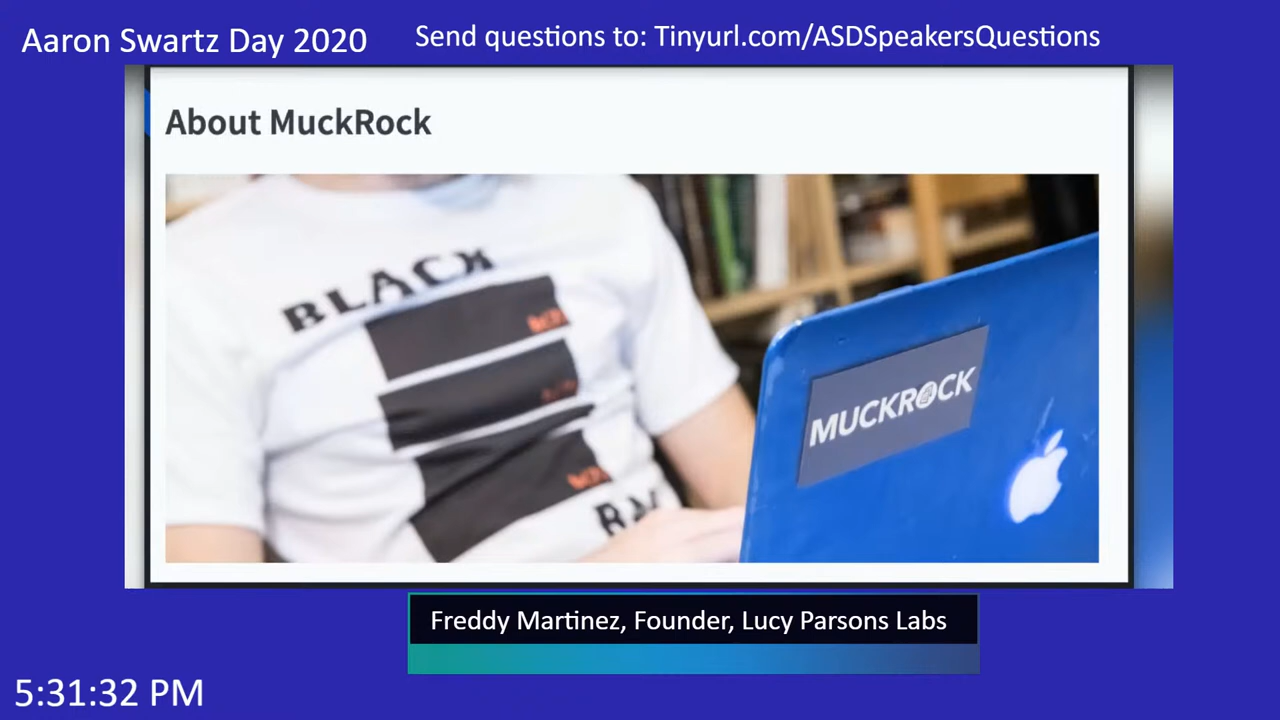 Aaron Swartz Day 2020
Send questions to: Tinyurl.com/ASDSpeakersQuestions
About MuckRock
BLACK
MUCKROCK
Freddy Martinez, Founder, Lucy Parsons Labs
5:31:32 PM